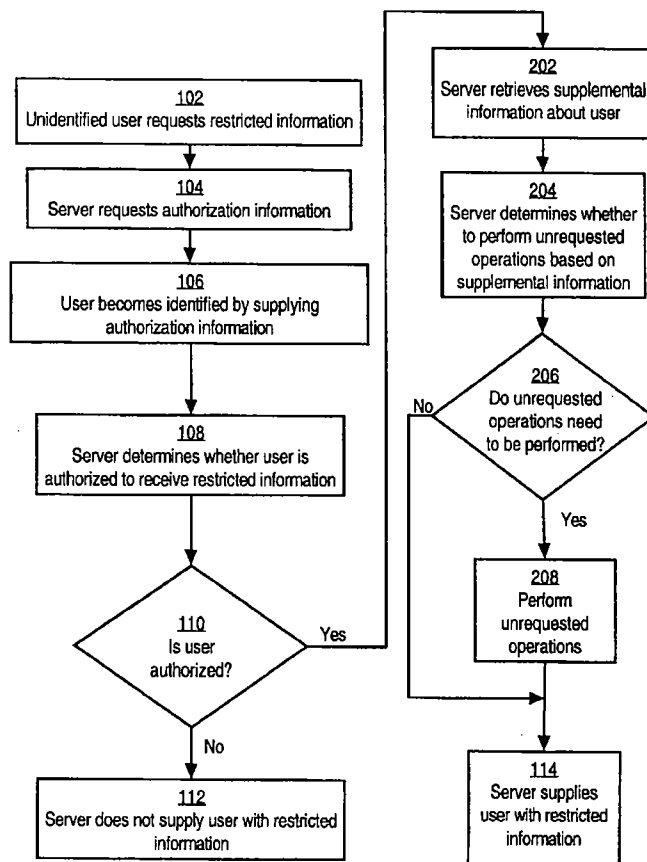 102
Unidentified user requests restricted information
104
Server requests authorization information
106
User becomes identified by supplying
authorization information
108
Server determines whether user is
authorized to receive restricted information
110
Is user
authorized?
Yes
No
112
Server does not supply user with restricted
information
202
Server retrieves supplemental
information about user
204
Server determines whether
to perform unrequested
operations based on
supplemental information
206
Do unrequested
operations need
to be performed?
No
Yes
208
Perform
unrequested
operations
114
Server supplies
user with restricted
information